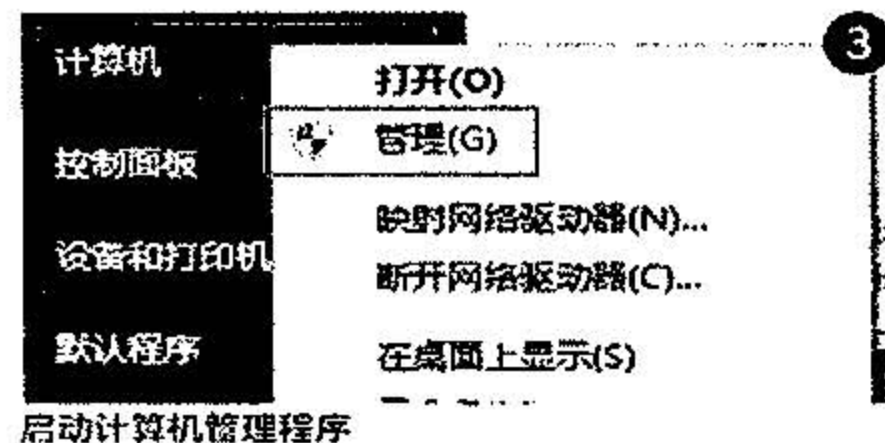 3
计算机
打开(O)
管理(G)
控制面板
映射网络驱动器(N)...
设备和打印机
断开网络驱动器(C)...
默认程序
在桌面上显示(S)
启动计算机管理程序